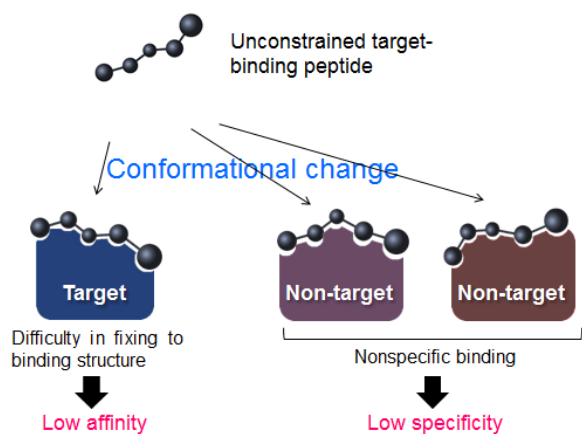 Unconstrained target-
binding peptide
Conformational change
Target
Non-target
Non-target
Difficulty in fixing to
binding structure
Nonspecific binding
Low affinity
Low specificity